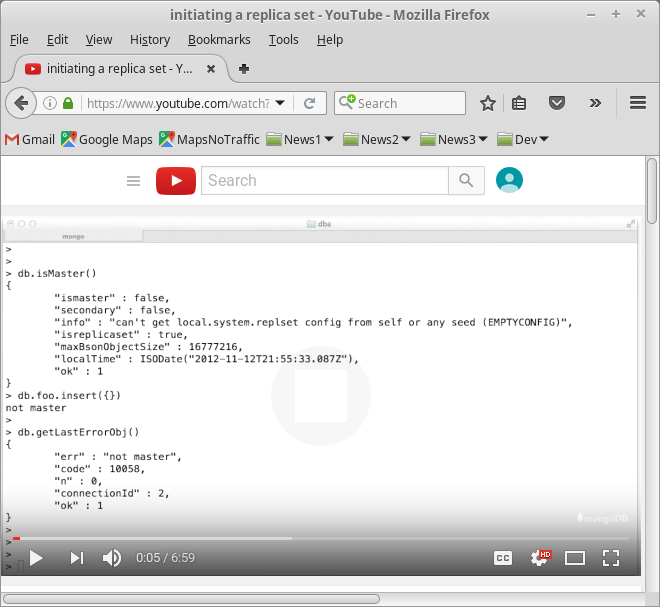 initiating a replica set - YouTube - Mozilla Firefox
File Edit View History Bookmarks Tools Help
initiating a replica set - Y...
https://www.youtube.com/watch? Search
Gmail Google Maps MapsNoTraffic News1 News2 News3 Dev
Search
dba
mongo
>
>
> db.isMaster()
{
"ismaster" : false,
"secondary" : false,
"info" : "can't get local.system.replset config from self or any seed (EMPTYCONFIG)",
"isreplicaset" : true,
"maxBsonObjectSize" : 16777216,
"localTime" : ISODate("2012-11-12T21:55:33.087Z"),
"ok" : 1
}
> db.foo.insert({})
not master
>
> db.getLastErrorObj()
{
"err" : "not master",
"code" : 10058,
"n" : 0,
"connectionId" : 2,
"ok" : 1
}
>
mongoDB
>
>
>
0:05 / 6:59 CC HD